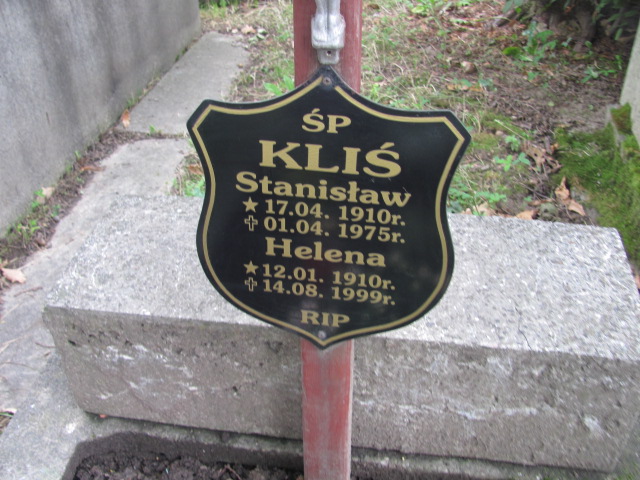 ŚP
KLIŚ
Stanisław
★ 17.04. 1910r.
✝ 01.04. 1975r.
Helena
★ 12.01. 1910r.
✝ 14.08. 1999r.
RIP